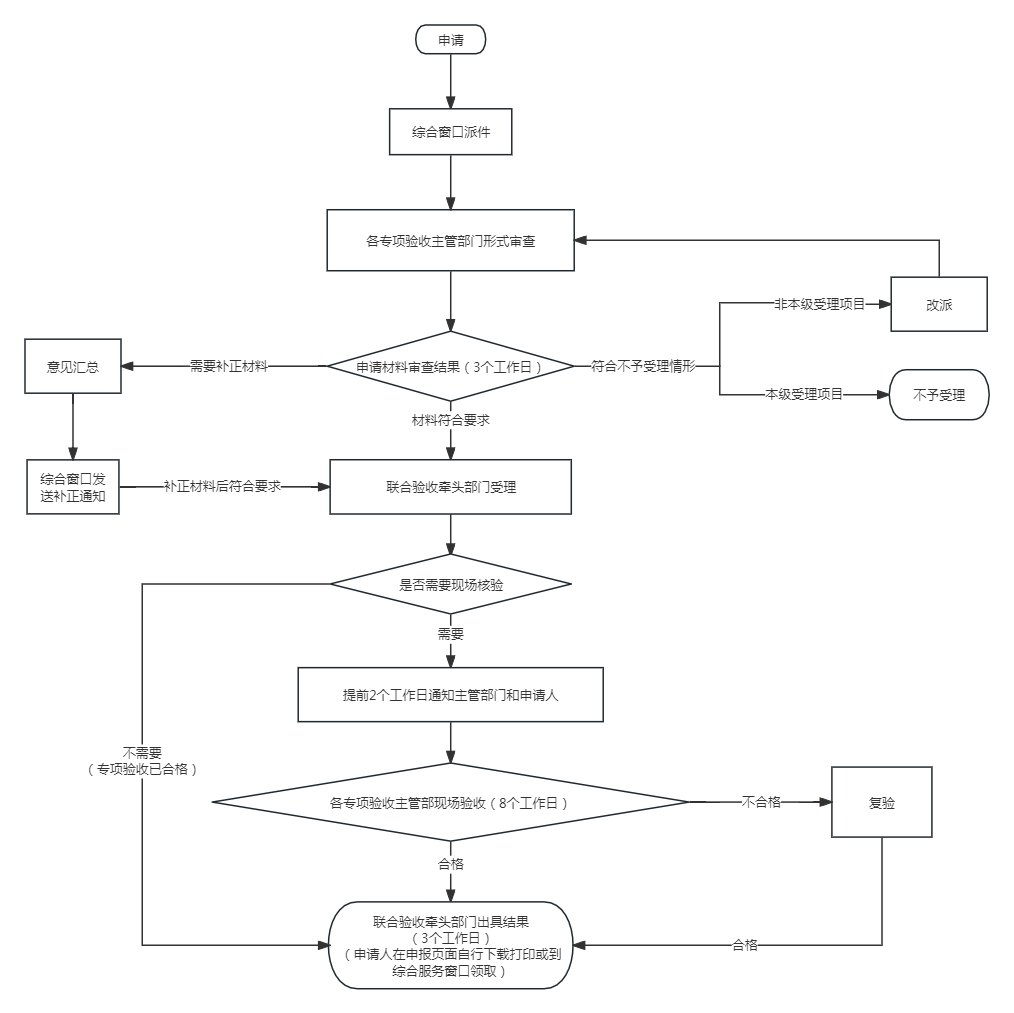 申请
综合窗口派件
各专项验收主管部门形式审查
非本级受理项目
改派
意见汇总
需要补正材料
申请材料审查结果（3个工作日）
符合不予受理情形
本级受理项目
不予受理
材料符合要求
综合窗口发
送补正通知
补正材料后符合要求
联合验收牵头部门受理
是否需要现场核验
需要
提前2个工作日通知主管部门和申请人
不需要
（专项验收已合格）
各专项验收主管部现场验收（8个工作日）
不合格
复验
合格
联合验收牵头部门出具结果
（3个工作日）
（申请人在申报页面自行下载打印或到
综合服务窗口领取）
合格